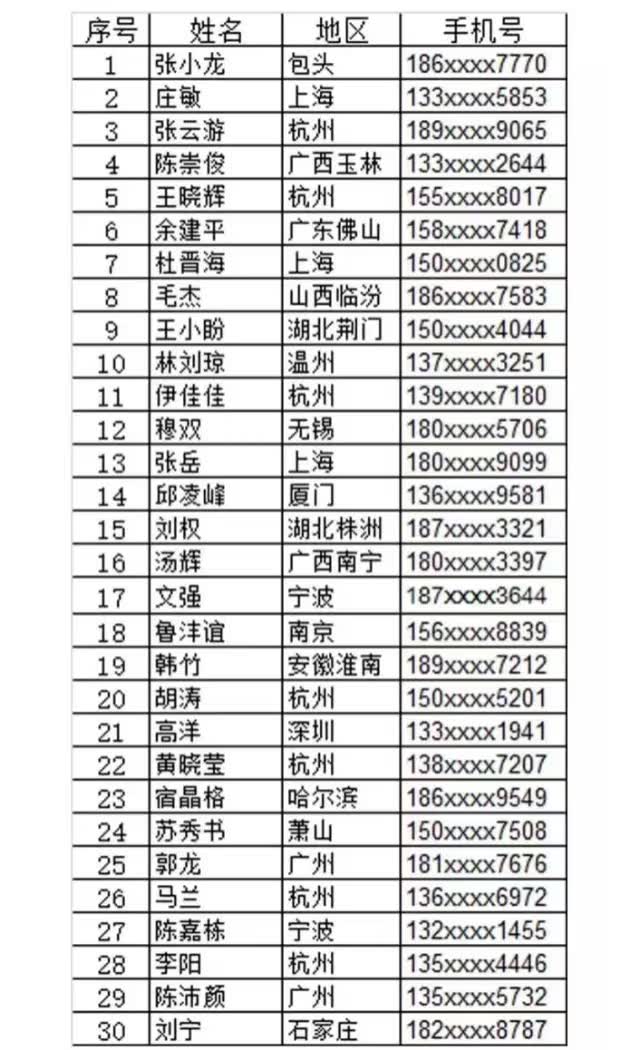 序号 姓名 地区 手机号
1 张小龙 包头 186xxxx7770
2 庄敏 上海 133xxxx5853
3 张云游 杭州 189xxxx9065
4 陈崇俊 广西玉林 133xxxx2644
5 王晓辉 杭州 155xxxx8017
6 余建平 广东佛山 158xxxx7418
7 杜晋海 上海 150xxxx0825
8 毛杰 山西临汾 186xxxx7583
9 王小盼 湖北荆门 150xxxx4044
10 林刘琼 温州 137xxxx3251
11 伊佳佳 杭州 139xxxx7180
12 穆双 无锡 180xxxx5706
13 张岳 上海 180xxxx9099
14 邱凌峰 厦门 136xxxx9581
15 刘权 湖北株洲 187xxxx3321
16 汤辉 广西南宁 180xxxx3397
17 文强 宁波 187xxxx3644
18 鲁沣谊 南京 156xxxx8839
19 韩竹 安徽淮南 189xxxx7212
20 胡涛 杭州 150xxxx5201
21 高洋 深圳 133xxxx1941
22 黄晓莹 杭州 138xxxx7207
23 宿晶格 哈尔滨 186xxxx9549
24 苏秀书 萧山 150xxxx7508
25 郭龙 广州 181xxxx7676
26 马兰 杭州 136xxxx6972
27 陈嘉栋 宁波 132xxxx1455
28 李阳 杭州 135xxxx4446
29 陈沛颜 广州 135xxxx5732
30 刘宁 石家庄 182xxxx8787